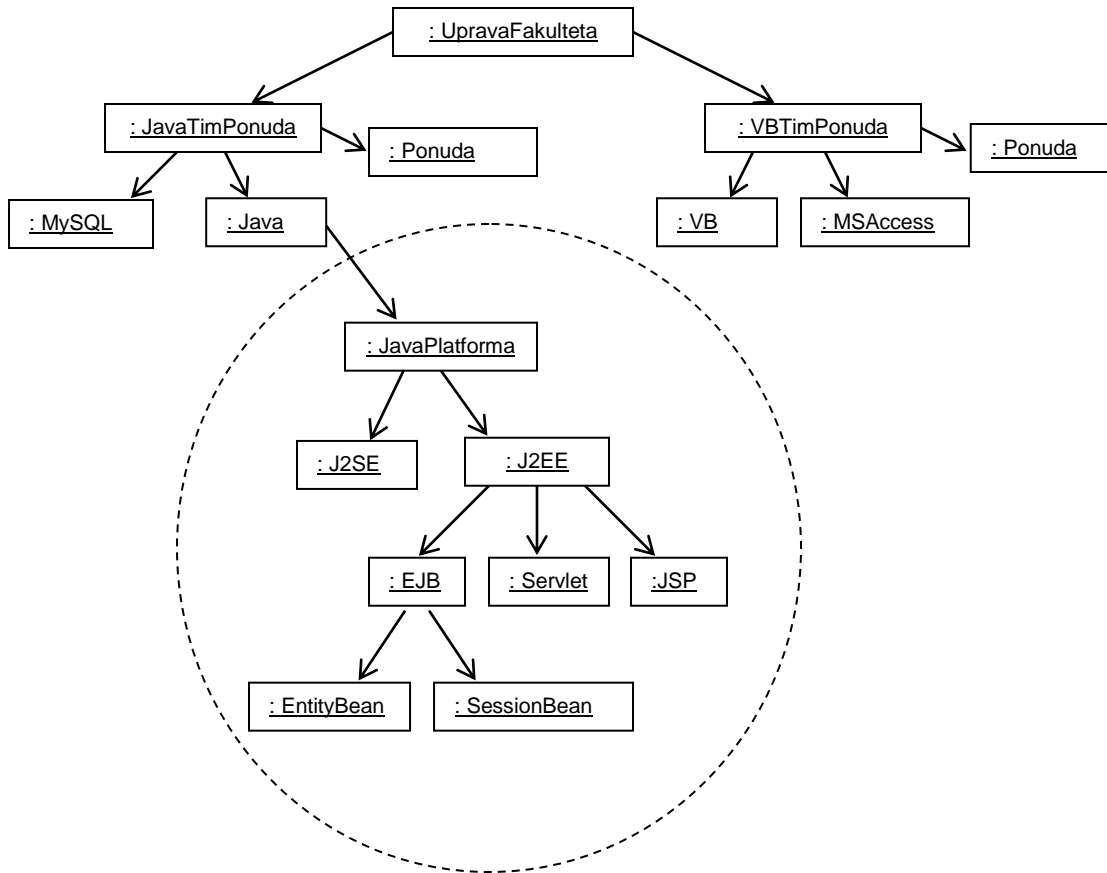 : UpravaFakulteta
: JavaTimPonuda
: VBTimPonuda
: Ponuda
: Ponuda
: MySQL
: Java
: VB
: MSAccess
: JavaPlatforma
: J2SE
: J2EE
: EJB
: Servlet
:JSP
: EntityBean
: SessionBean